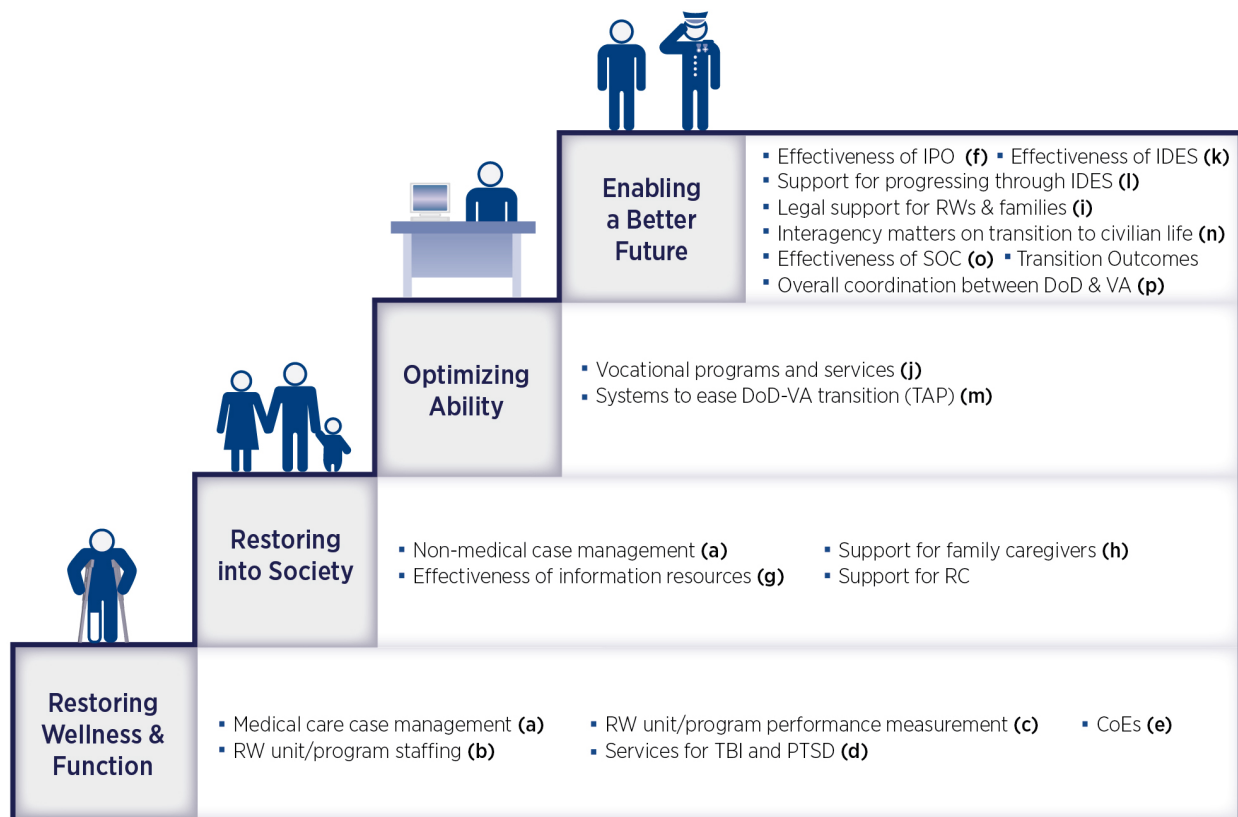 Enabling
a Better
Future
▪ Effectiveness of IPO (f) ▪ Effectiveness of IDES (k)
▪ Support for progressing through IDES (l)
▪ Legal support for RWs & families (i)
▪ Interagency matters on transition to civilian life (n)
▪ Effectiveness of SOC (o) ▪ Transition Outcomes
▪ Overall coordination between DoD & VA (p)
Optimizing
Ability
▪ Vocational programs and services (j)
▪ Systems to ease DoD-VA transition (TAP) (m)
Restoring
into Society
▪ Non-medical case management (a)
▪ Effectiveness of information resources (g)
▪ Support for family caregivers (h)
▪ Support for RC
Restoring
Wellness &
Function
▪ Medical care case management (a)
▪ RW unit/program staffing (b)
▪ RW unit/program performance measurement (c)
▪ Services for TBI and PTSD (d)
▪ CoEs (e)